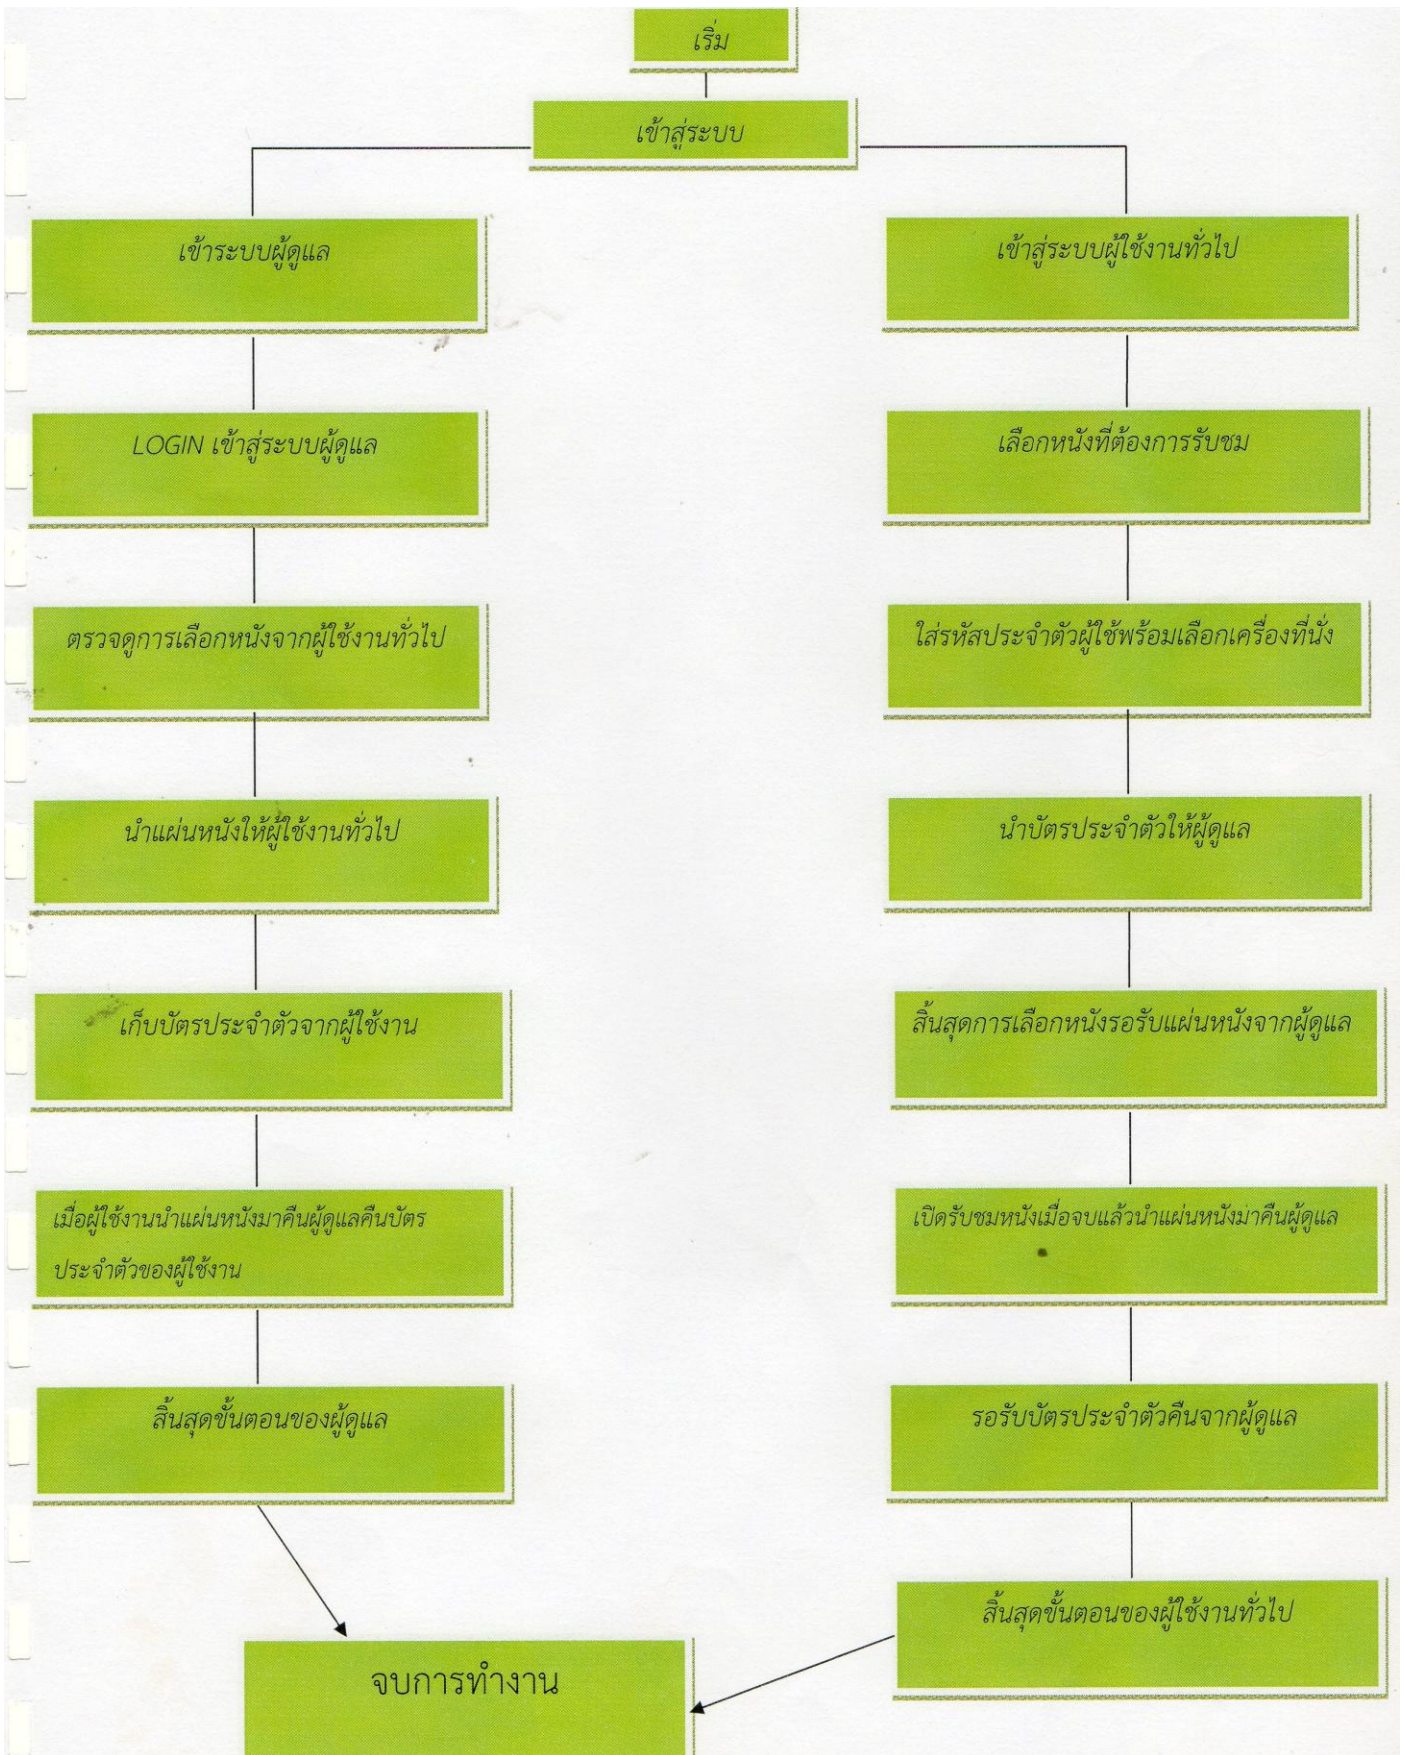 เริ่ม
เข้าสู่ระบบ
เข้าระบบผู้ดูแล
LOGIN เข้าสู่ระบบผู้ดูแล
ตรวจดูการเลือกหนังจากผู้ใช้งานทั่วไป
นำแผ่นหนังให้ผู้ใช้งานทั่วไป
เก็บบัตรประจำตัวจากผู้ใช้งาน
เมื่อผู้ใช้งานนำแผ่นหนังมาคืนผู้ดูแลคืนบัตร
ประจำตัวของผู้ใช้งาน
สิ้นสุดขั้นตอนของผู้ดูแล
เข้าสู่ระบบผู้ใช้งานทั่วไป
เลือกหนังที่ต้องการรับชม
ใส่รหัสประจำตัวผู้ใช้พร้อมเลือกเครื่องที่นั่ง
นำบัตรประจำตัวให้ผู้ดูแล
สิ้นสุดการเลือกหนังรอรับแผ่นหนังจากผู้ดูแล
เปิดรับชมหนังเมื่อจบแล้วนำแผ่นหนังมาคืนผู้ดูแล
รอรับบัตรประจำตัวคืนจากผู้ดูแล
สิ้นสุดขั้นตอนของผู้ใช้งานทั่วไป
จบการทำงาน